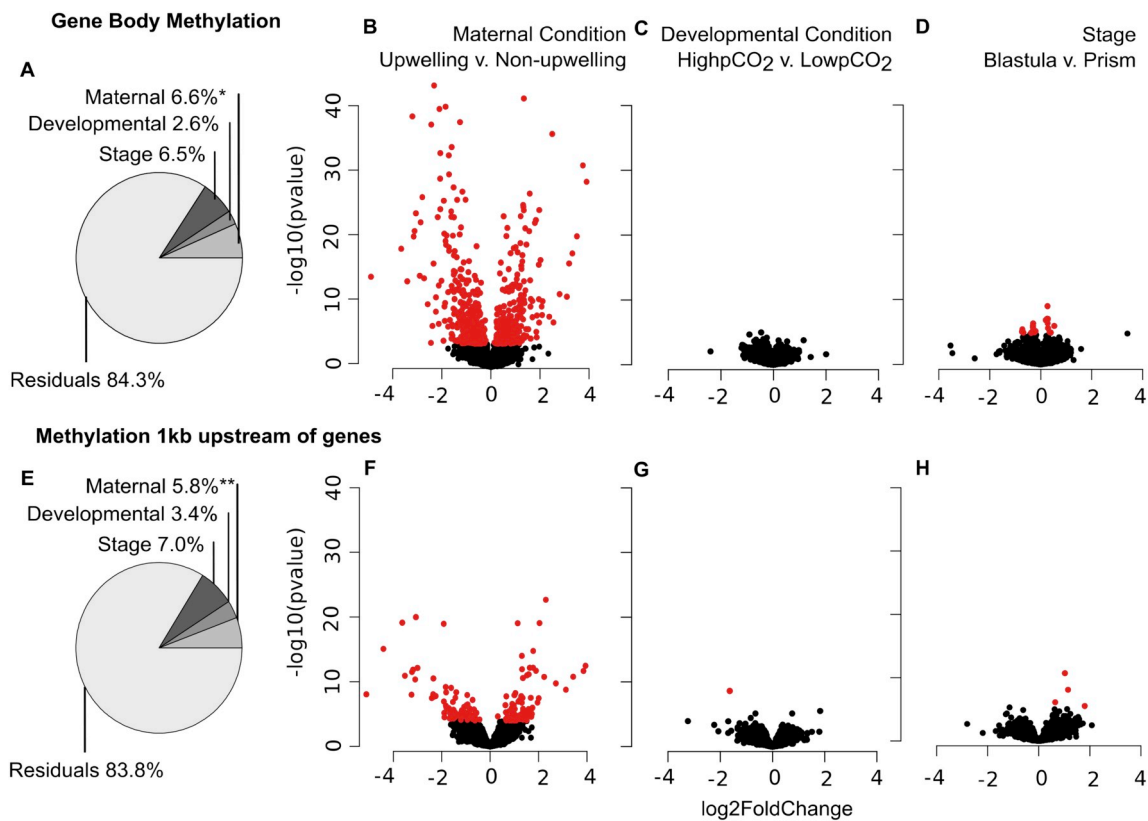 Gene Body Methylation
A
Maternal 6.6%*
Developmental 2.6%
Stage 6.5%
Residuals 84.3%
B
Maternal Condition
Upwelling v. Non-upwelling
-log10(pvalue)
40
30
20
10
0
-4 -2 0 2 4
C
Developmental Condition
HighpCO2 v. LowpCO2
-4 -2 0 2 4
D
Stage
Blastula v. Prism
-4 -2 0 2 4
Methylation 1kb upstream of genes
E
Maternal 5.8%**
Developmental 3.4%
Stage 7.0%
Residuals 83.8%
F
-log10(pvalue)
40
30
20
10
0
-4 -2 0 2 4
G
-4 -2 0 2 4
log2FoldChange
H
-4 -2 0 2 4